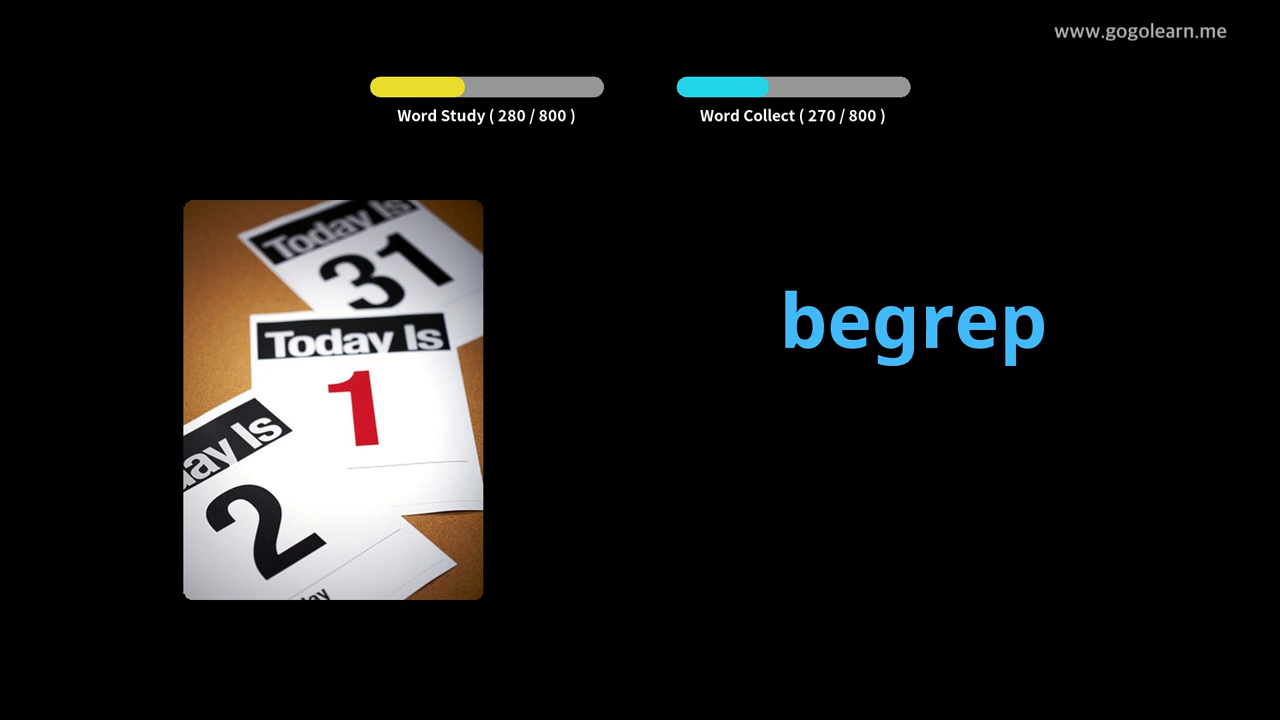 www.gogolearn.me
Word Study ( 280 / 800 )
Word Collect ( 270 / 800 )
Today Is
31
Today Is
1
ay Is
2
ay
begrep